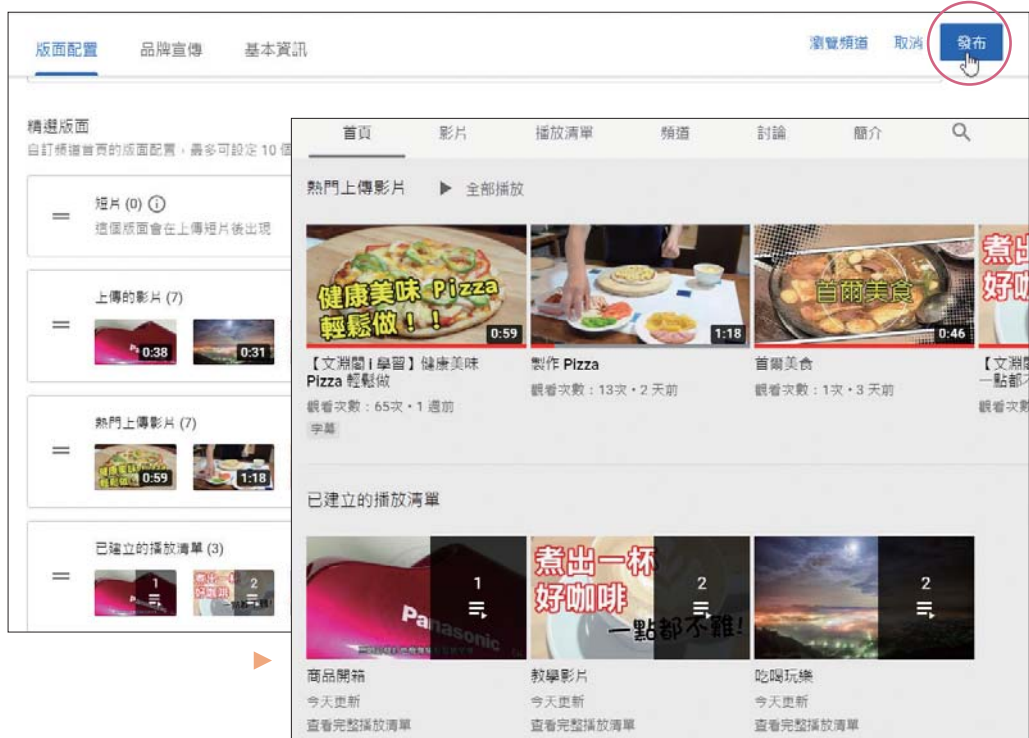 版面配置 品牌宣傳 基本資訊 瀏覽頻道 取消 發布
精選版面
自訂頻道首頁的版面配置，最多可設定 10 個
短片 (0)
這個版面會在上傳短片後出現
上傳的影片 (7)
0:38 0:31
熱門上傳影片 (7)
0:59 1:18
已建立的播放清單 (3)
1 2
首頁 影片 播放清單 頻道 討論 簡介
熱門上傳影片 ▶ 全部播放
健康美味 Pizza
輕鬆做！！
0:59
1:18
首爾美食
0:46
煮出
好咖
【文淵閣 i 學習】健康美味
Pizza 輕鬆做
觀看次數：65次・1 週前
字幕
製作 Pizza
觀看次數：13次・2 天前
首爾美食
觀看次數：1次・3 天前
【文淵
一點都
觀看次數
已建立的播放清單
Panasonic
1
煮出一杯
好咖啡
一點都不難!
2
2
商品開箱
今天更新
查看完整播放清單
教學影片
今天更新
查看完整播放清單
吃喝玩樂
今天更新
查看完整播放清單